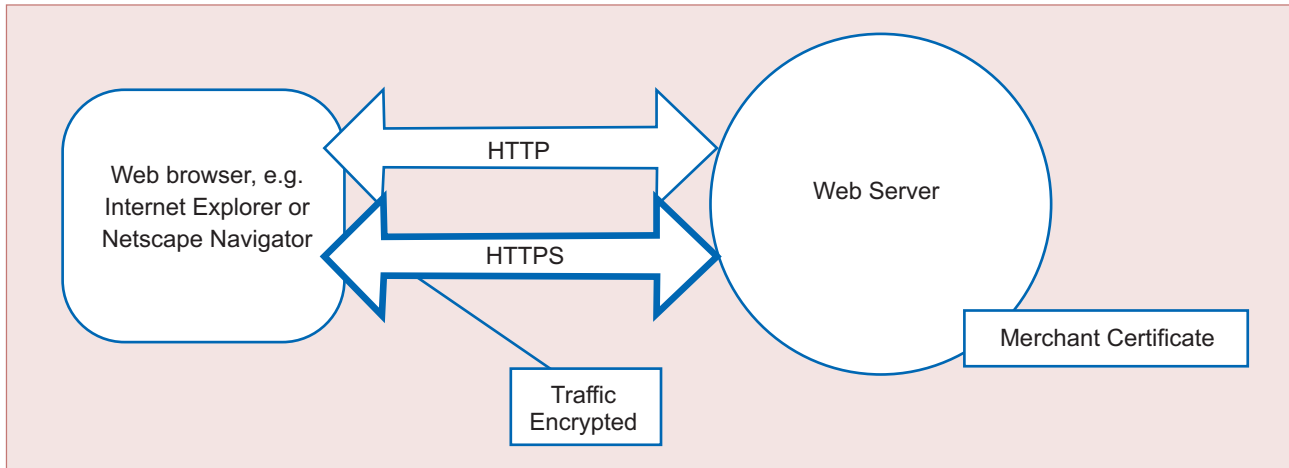 Web browser, e.g.
Internet Explorer or
Netscape Navigator
HTTP
HTTPS
Web Server
Merchant Certificate
Traffic
Encrypted